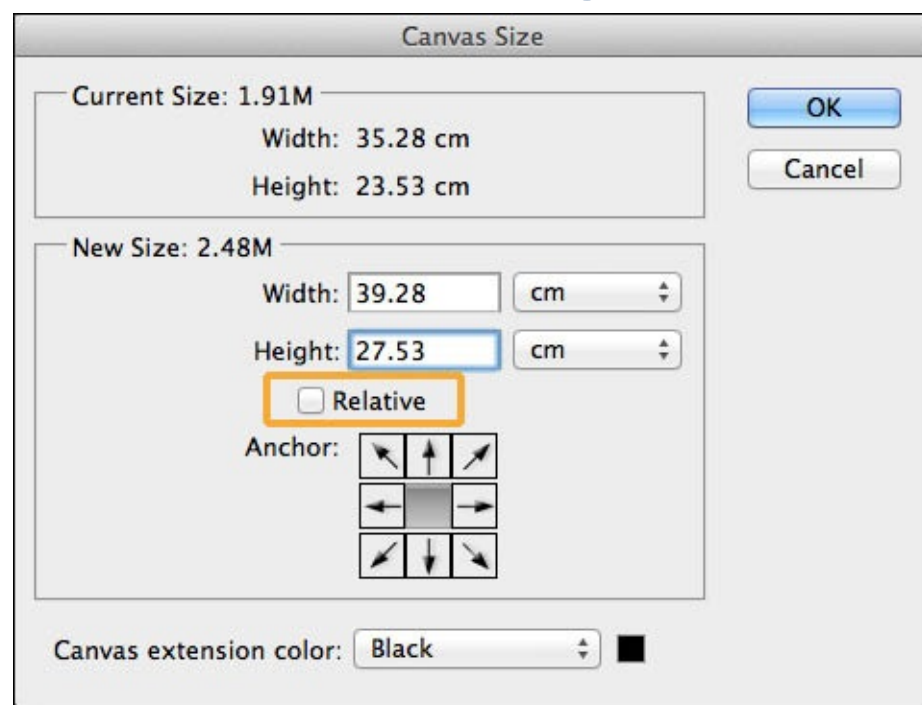 Canvas Size
Current Size: 1.91M
Width: 35.28 cm
Height: 23.53 cm
OK
Cancel
New Size: 2.48M
Width: 39.28 cm
Height: 27.53 cm
Relative
Anchor:
Canvas extension color: Black